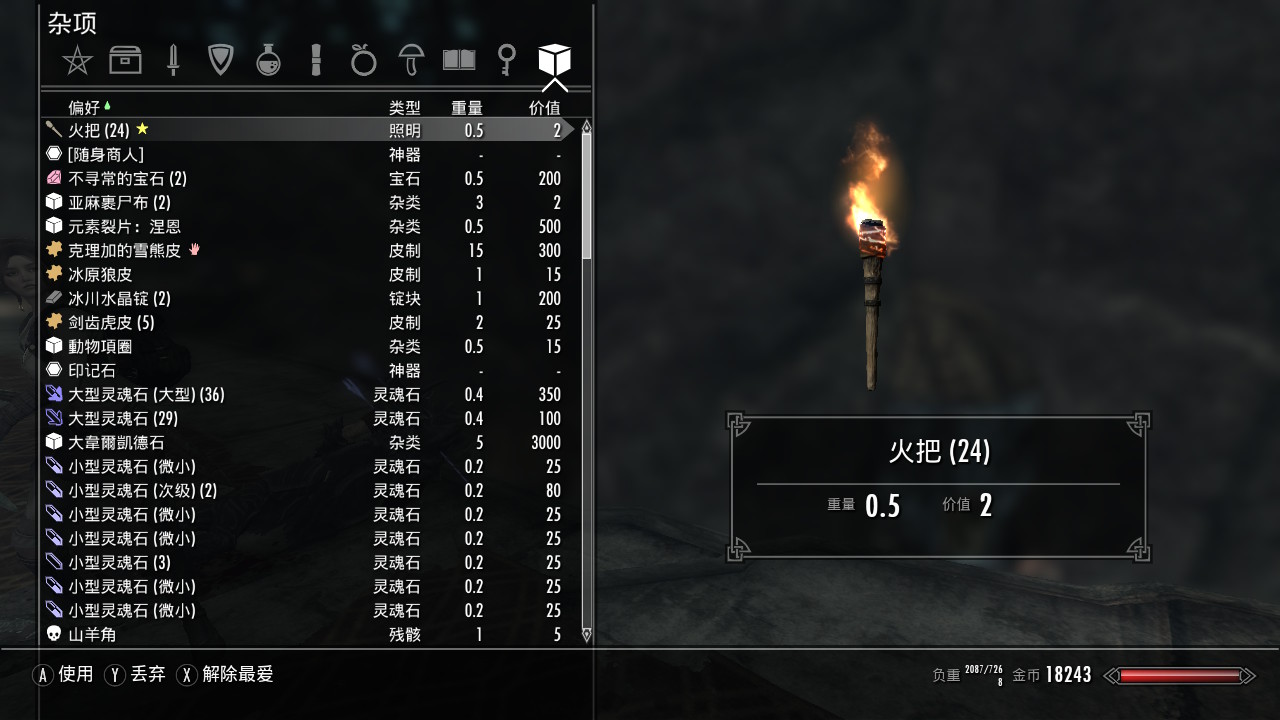 杂项
偏好 类型 重量 价值
火把 (24) 照明 0.5 2
[随身商人] 神器 - -
不寻常的宝石 (2) 宝石 0.5 200
亚麻裹尸布 (2) 杂类 3 2
元素裂片：涅恩 杂类 0.5 500
克理加的雪熊皮 皮制 15 300
冰原狼皮 皮制 1 15
冰川水晶锭 (2) 锭块 1 200
剑齿虎皮 (5) 皮制 2 25
動物項圈 杂类 0.5 15
印记石 神器 - -
大型灵魂石 (大型) (36) 灵魂石 0.4 350
大型灵魂石 (29) 灵魂石 0.4 100
大韋爾凱德石 杂类 5 3000
小型灵魂石 (微小) 灵魂石 0.2 25
小型灵魂石 (次级) (2) 灵魂石 0.2 80
小型灵魂石 (微小) 灵魂石 0.2 25
小型灵魂石 (微小) 灵魂石 0.2 25
小型灵魂石 (3) 灵魂石 0.2 25
小型灵魂石 (微小) 灵魂石 0.2 25
小型灵魂石 (微小) 灵魂石 0.2 25
山羊角 残骸 1 5
火把 (24)
重量 0.5 价值 2
A 使用 Y 丢弃 X 解除最爱
负重 2087/726 金币 18243
8